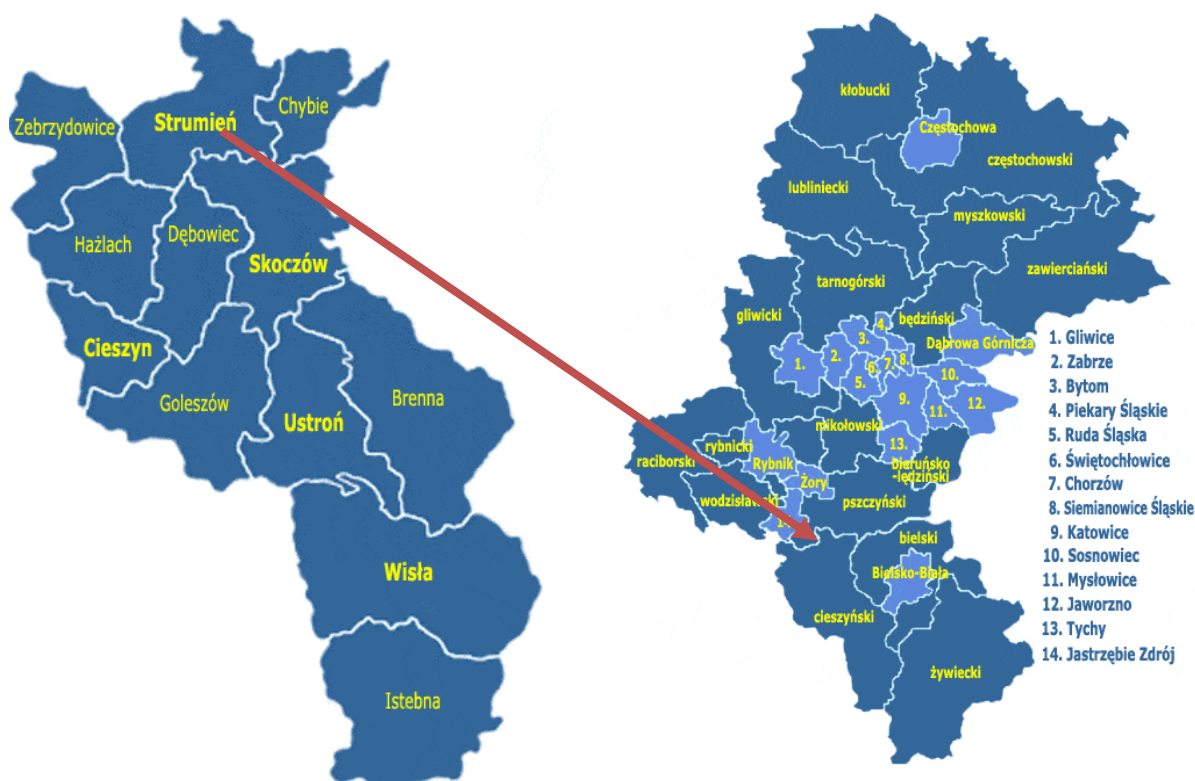 Chybie
Zebrzydowice
Strumień
Hażlach
Dębowiec
Skoczów
Cieszyn
Goleszów
Ustroń
Brenna
Wisła
Istebna
kłobucki
Częstochowa
częstochowski
lubliniecki
myszkowski
zawierciański
tarnogórski
gliwicki
będziński
Dąbrowa Górnicza
4.
3.
1.
2.
6.
7.
8.
5.
10.
9.
11.
12.
mikołowski
13.
rybnicki
raciborski
Rybnik
Żory
bieruńsko
-lędziński
wodzisławski
pszczyński
14.
bielski
Bielsko-Biała
cieszyński
żywiecki
1. Gliwice
2. Zabrze
3. Bytom
4. Piekary Śląskie
5. Ruda Śląska
6. Świętochłowice
7. Chorzów
8. Siemianowice Śląskie
9. Katowice
10. Sosnowiec
11. Mysłowice
12. Jaworzno
13. Tychy
14. Jastrzębie Zdrój